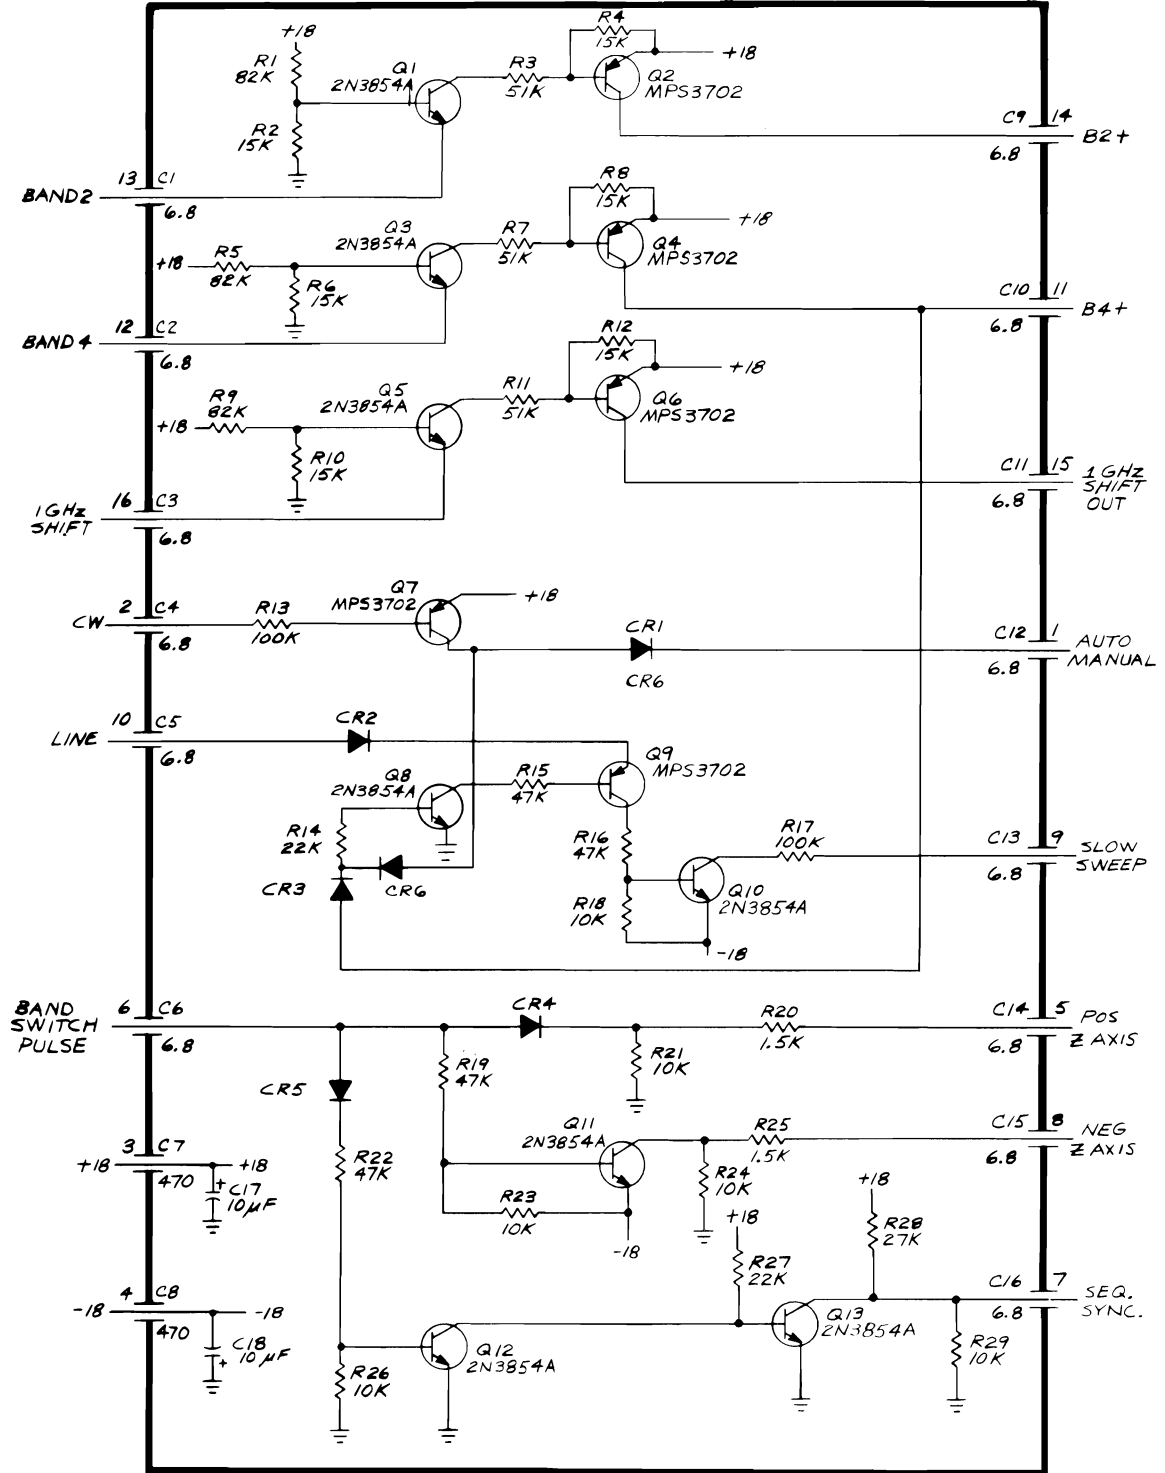 +18
R1
82K
R2
15K
Q1
2N3854A
R3
51K
R4
15K
+18
Q2
MPS3702
C9 14
6.8
B2+
13 C1
BAND2
6.8
R8
15K
+18
Q3
2N3854A
R7
51K
Q4
MPS3702
+18
R5
82K
R6
15K
C10 11
6.8
B4+
12 C2
BAND4
6.8
R12
15K
+18
Q5
2N3854A
R11
51K
Q6
MPS3702
R9
82K
+18
R10
15K
C11 15
6.8
1GHz
SHIFT
OUT
16 C3
1GHz
SHIFT
6.8
Q7
MPS3702
+18
2 C4
CW
6.8
R13
100K
CR1
CR6
C12 1
6.8
AUTO
MANUAL
10 C5
LINE
6.8
CR2
Q9
MPS3702
Q8
2N3854A
R15
47K
R14
22K
CR3
CR6
R16
47K
R17
100K
R18
10K
Q10
2N3854A
-18
C13 9
6.8
SLOW
SWEEP
BAND
SWITCH
PULSE
6 C6
6.8
CR4
R20
1.5K
C14 5
6.8
POS
Z AXIS
R19
47K
R21
10K
CR5
Q11
2N3854A
R25
1.5K
C15 8
6.8
NEG
Z AXIS
3 C7
+18
470
+18
+
C17
10µF
R22
47K
R23
10K
-18
R24
10K
+18
R27
22K
+18
R28
27K
4 C8
-18
470
-18
C18
+
10µF
C16 7
6.8
SEQ.
SYNC.
Q12
2N3854A
Q13
2N3854A
R26
10K
R29
10K